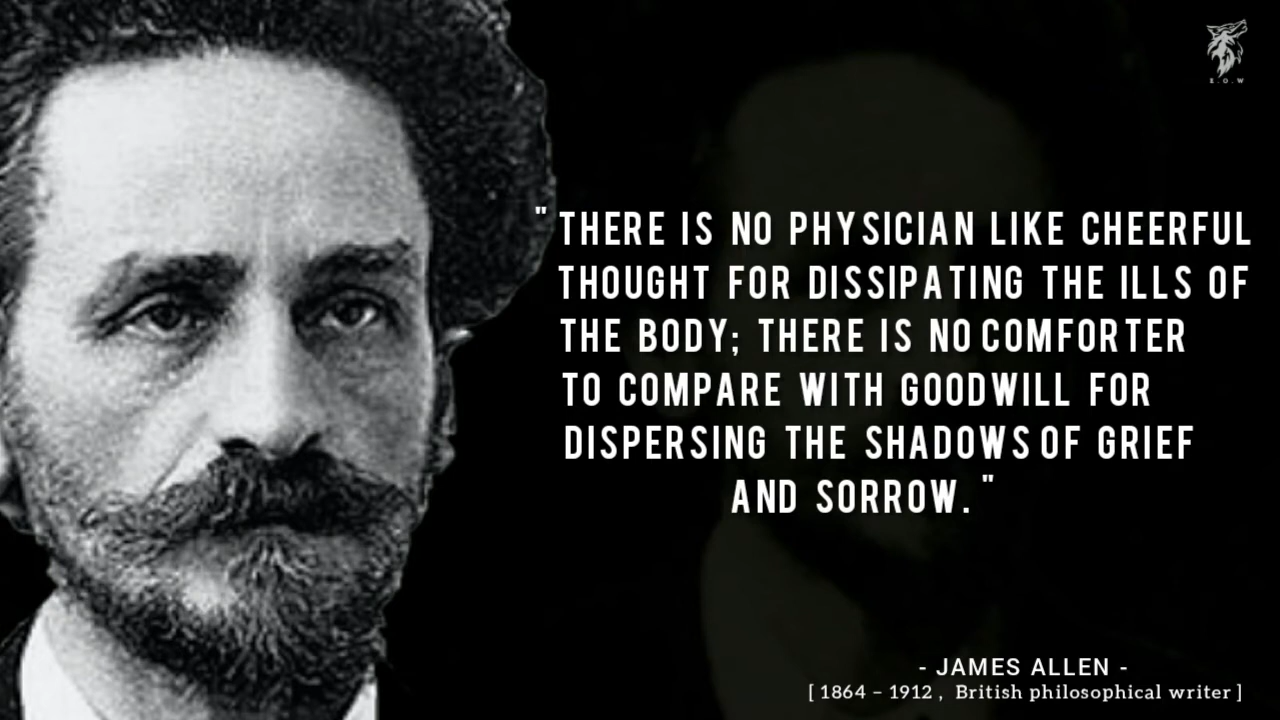 E.O.W
" THERE IS NO PHYSICIAN LIKE CHEERFUL
THOUGHT FOR DISSIPATING THE ILLS OF
THE BODY; THERE IS NO COMFORTER
TO COMPARE WITH GOODWILL FOR
DISPERSING THE SHADOWS OF GRIEF
AND SORROW. "
- JAMES ALLEN -
[ 1864 – 1912 , British philosophical writer ]